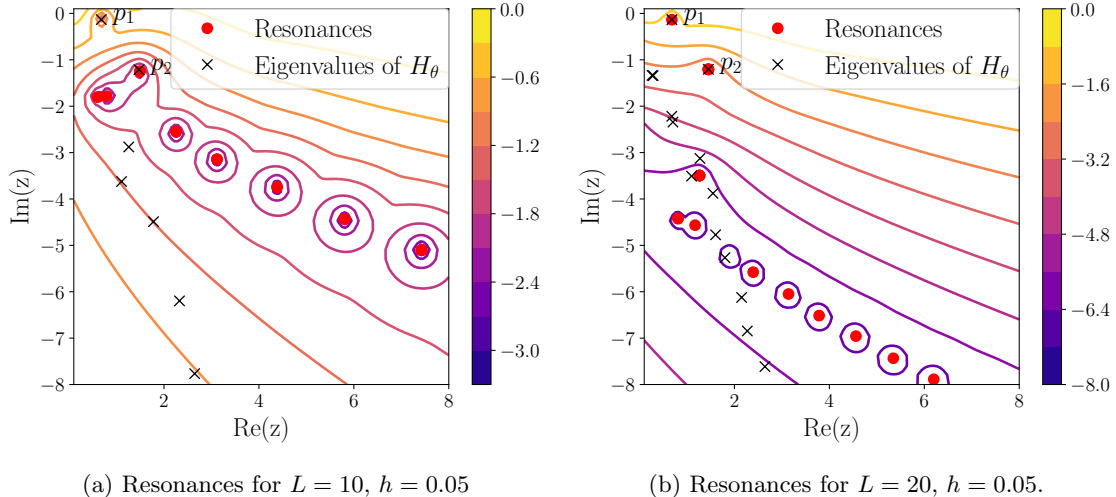 0
−1
−2
−3
−4
−5
−6
−7
−8
Im(z)
2 4 6 8
Re(z)
p1
p2
Resonances
Eigenvalues of Hθ
0.0
−0.6
−1.2
−1.8
−2.4
−3.0
(a) Resonances for L = 10, h = 0.05
0
−1
−2
−3
−4
−5
−6
−7
−8
Im(z)
2 4 6 8
Re(z)
p1
p2
Resonances
Eigenvalues of Hθ
0.0
−1.6
−3.2
−4.8
−6.4
−8.0
(b) Resonances for L = 20, h = 0.05.